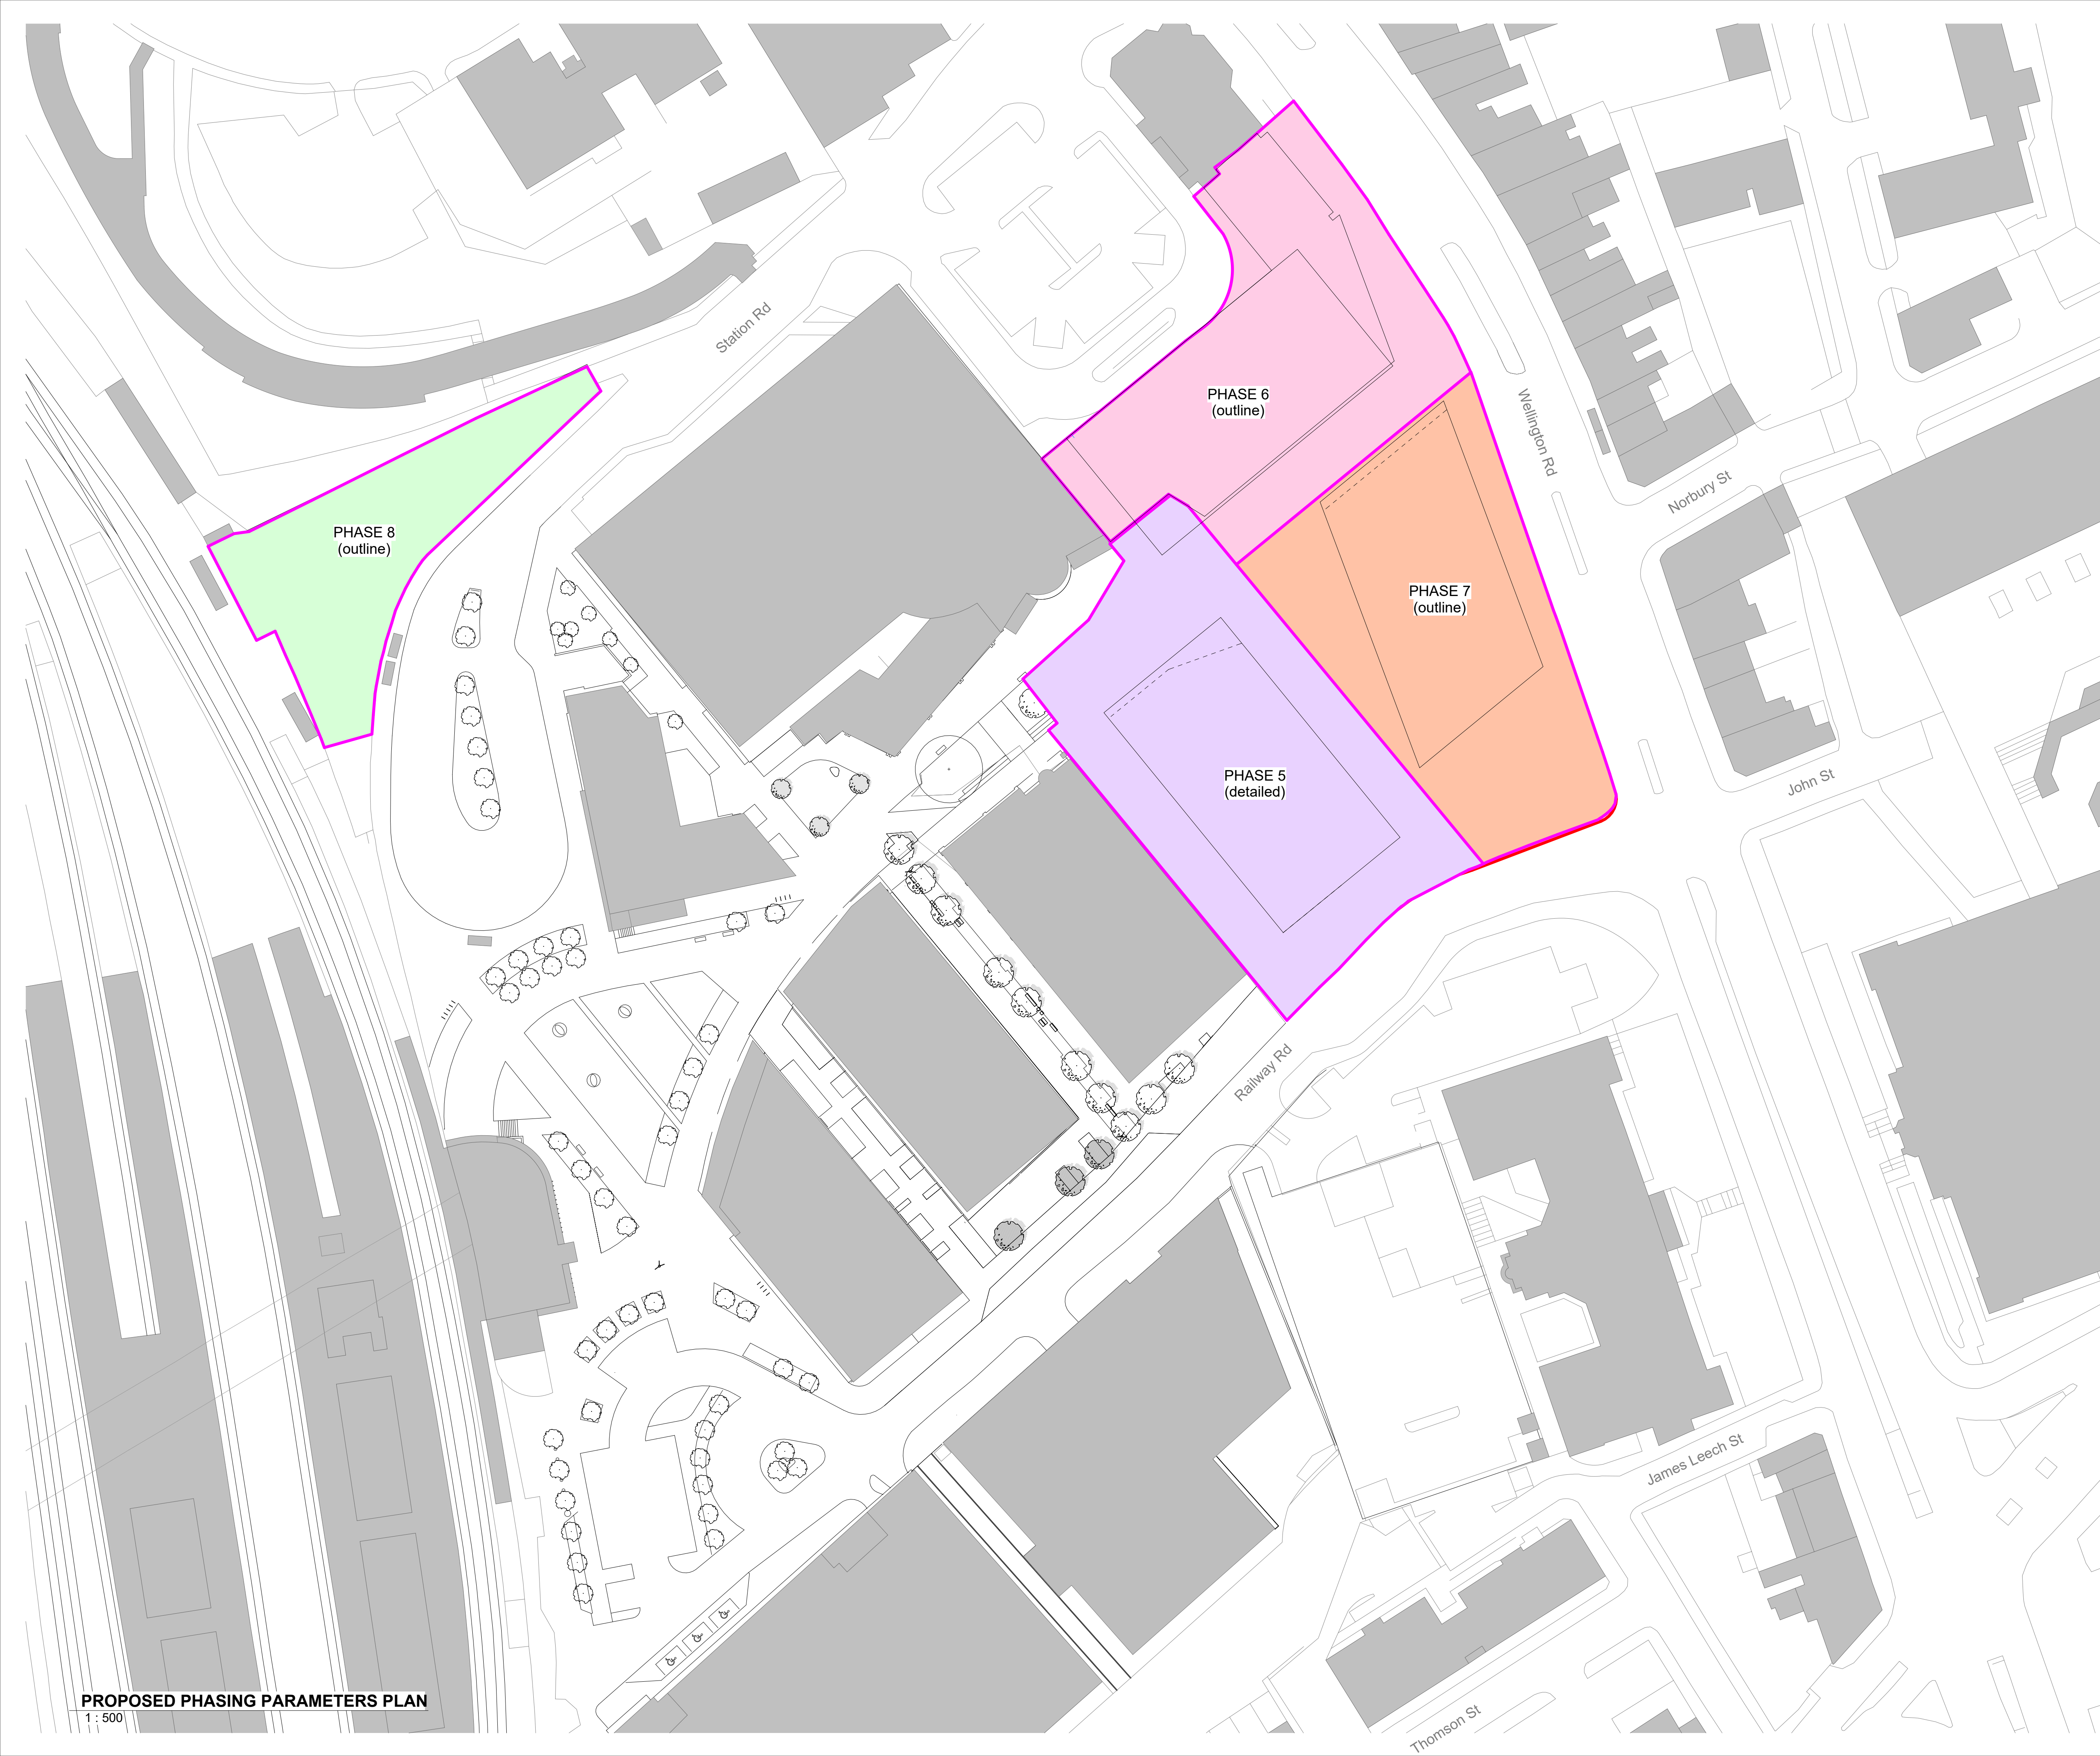 Station Rd
PHASE 6
(outline)
Wellington Rd
Norbury St
PHASE 8
(outline)
PHASE 7
(outline)
PHASE 5
(detailed)
John St
Railway Rd
James Leech St
Thomson St
PROPOSED PHASING PARAMETERS PLAN
1 : 500